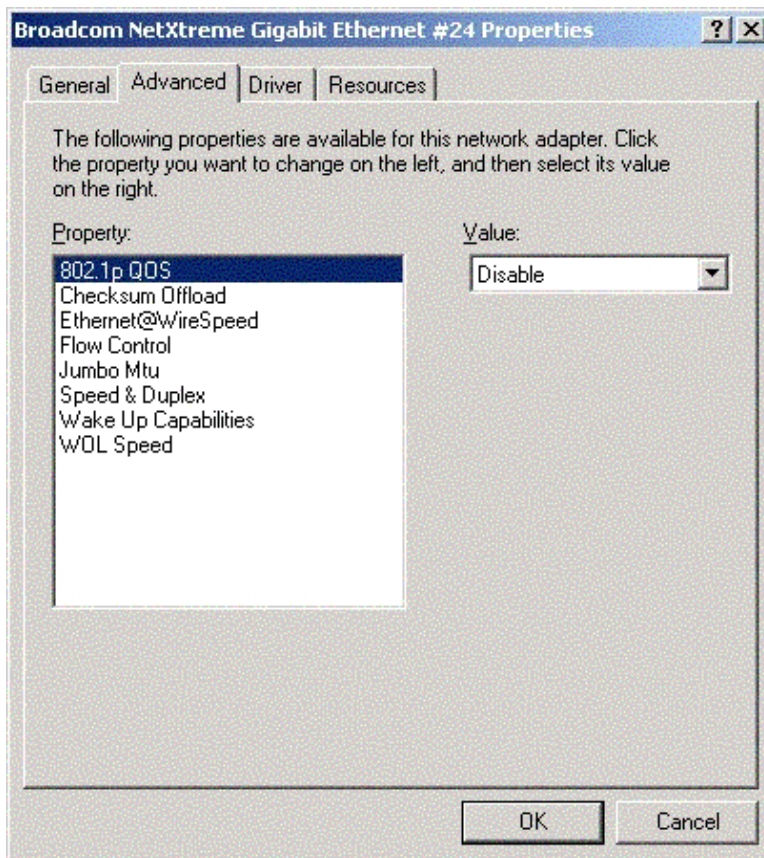 Broadcom NetXtreme Gigabit Ethernet #24 Properties
General Advanced Driver Resources
The following properties are available for this network adapter. Click
the property you want to change on the left, and then select its value
on the right.
Property:
802.1p QOS
Checksum Offload
Ethernet@WireSpeed
Flow Control
Jumbo Mtu
Speed & Duplex
Wake Up Capabilities
WOL Speed
Value:
Disable
OK Cancel